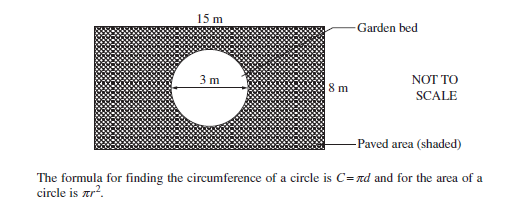 15 m
Garden bed
3 m
8 m
NOT TO
SCALE
Paved area (shaded)
The formula for finding the circumference of a circle is C = πd and for the area of a
circle is πr².